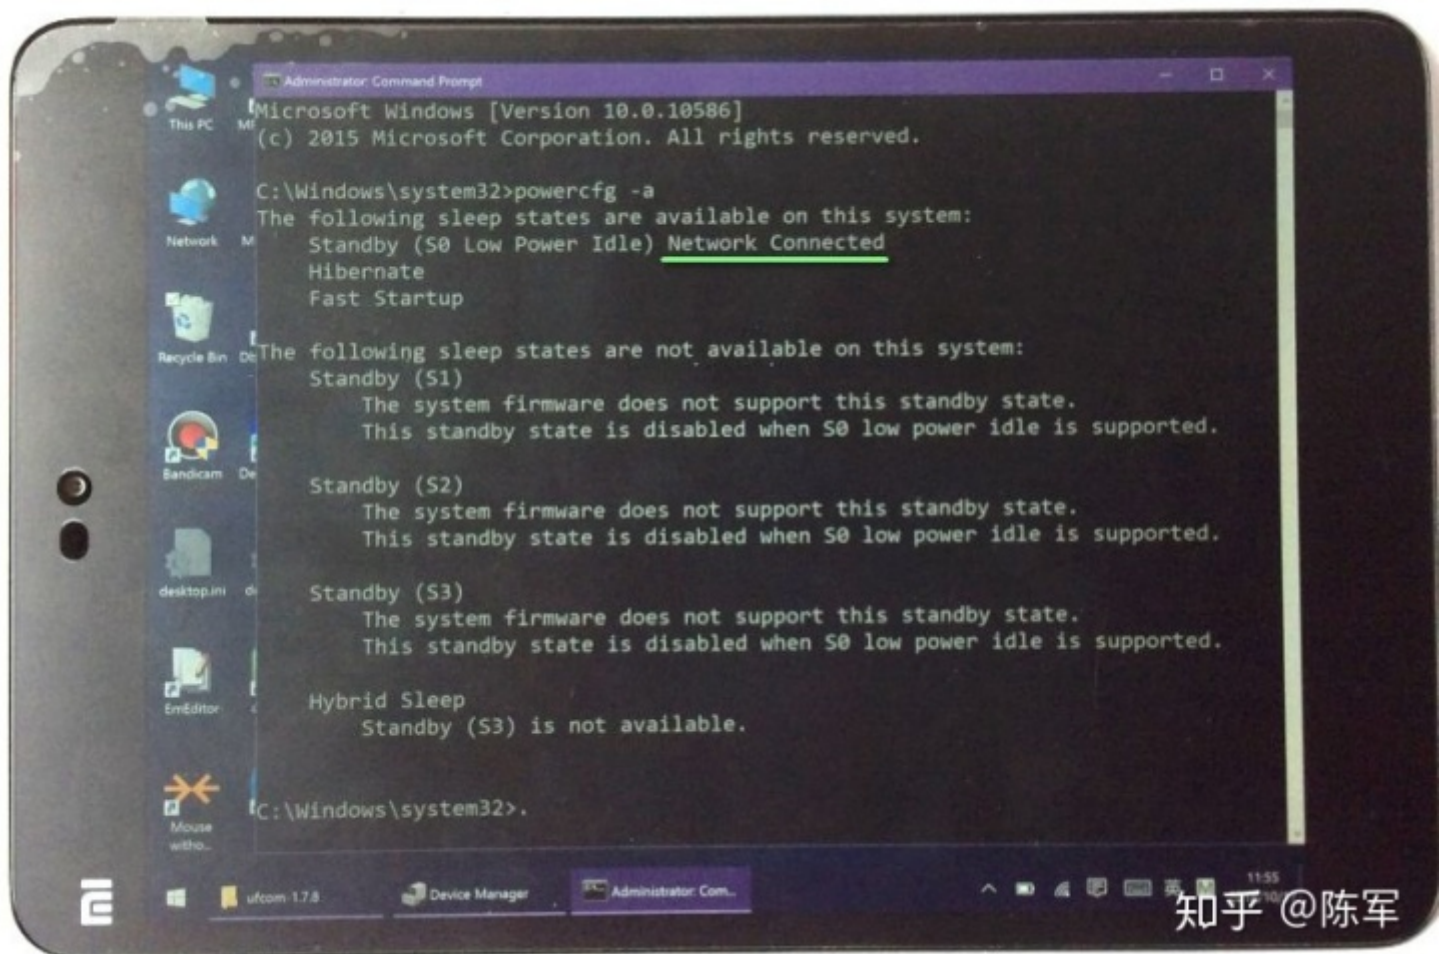 Administrator: Command Prompt
Microsoft Windows [Version 10.0.10586]
(c) 2015 Microsoft Corporation. All rights reserved.
C:\Windows\system32>powercfg -a
The following sleep states are available on this system:
Standby (S0 Low Power Idle) Network Connected
Hibernate
Fast Startup
The following sleep states are not available on this system:
Standby (S1)
The system firmware does not support this standby state.
This standby state is disabled when S0 low power idle is supported.
Standby (S2)
The system firmware does not support this standby state.
This standby state is disabled when S0 low power idle is supported.
Standby (S3)
The system firmware does not support this standby state.
This standby state is disabled when S0 low power idle is supported.
Hybrid Sleep
Standby (S3) is not available.
C:\Windows\system32>.
This PC
Network
Recycle Bin
Bandicam
desktop.ini
EmEditor
Mouse
witho...
ufcom-1.7.8
Device Manager
Administrator: Com...
英
11:55
知乎 @陈军